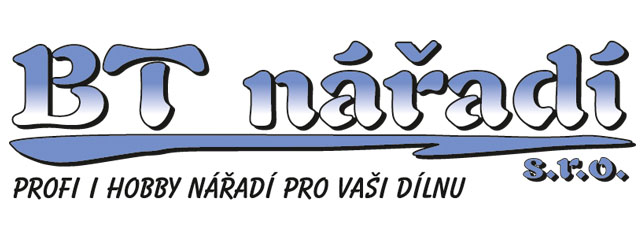 BT nářadí
s.r.o.
PROFI I HOBBY NÁŘADÍ PRO VAŠI DÍLNU